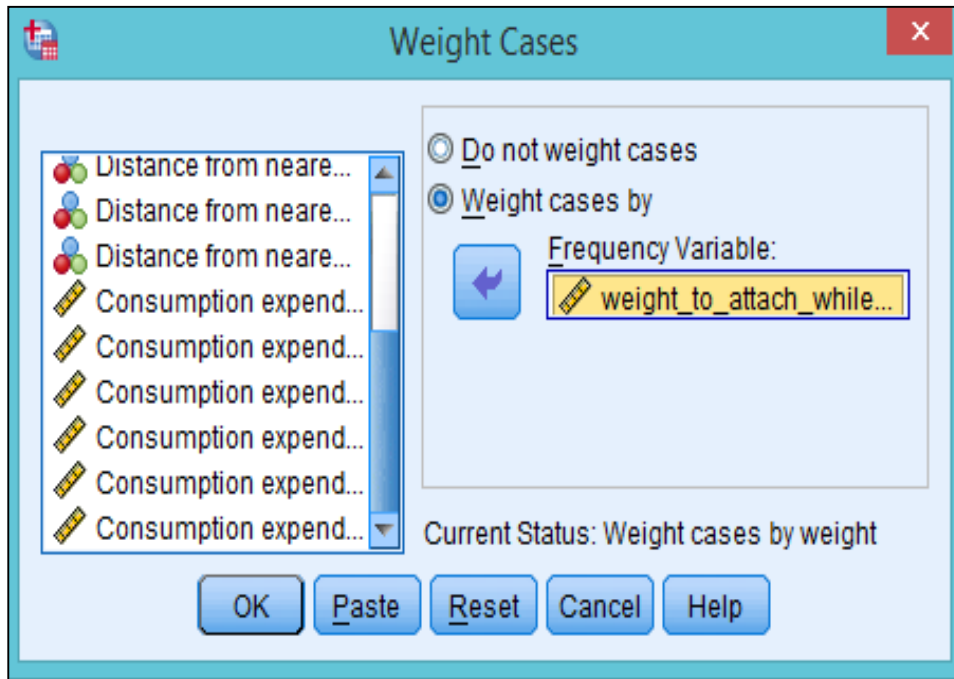 Weight Cases
Distance from neare...
Distance from neare...
Distance from neare...
Consumption expend...
Consumption expend...
Consumption expend...
Consumption expend...
Consumption expend...
Consumption expend...
Do not weight cases
Weight cases by
Frequency Variable:
weight_to_attach_while...
Current Status: Weight cases by weight
OK Paste Reset Cancel Help